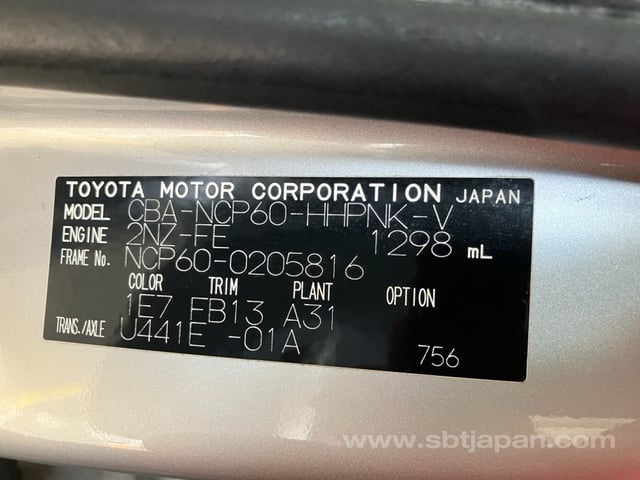 TOYOTA MOTOR CORPORATION JAPAN
MODEL CBA-NCP60-HHPNK-V
ENGINE 2NZ-FE 1298 mL
FRAME No. NCP60-0205816
COLOR TRIM PLANT OPTION
1E7 FB13 A31
TRANS./AXLE U441E -01A
756
www.sbtjapan.com